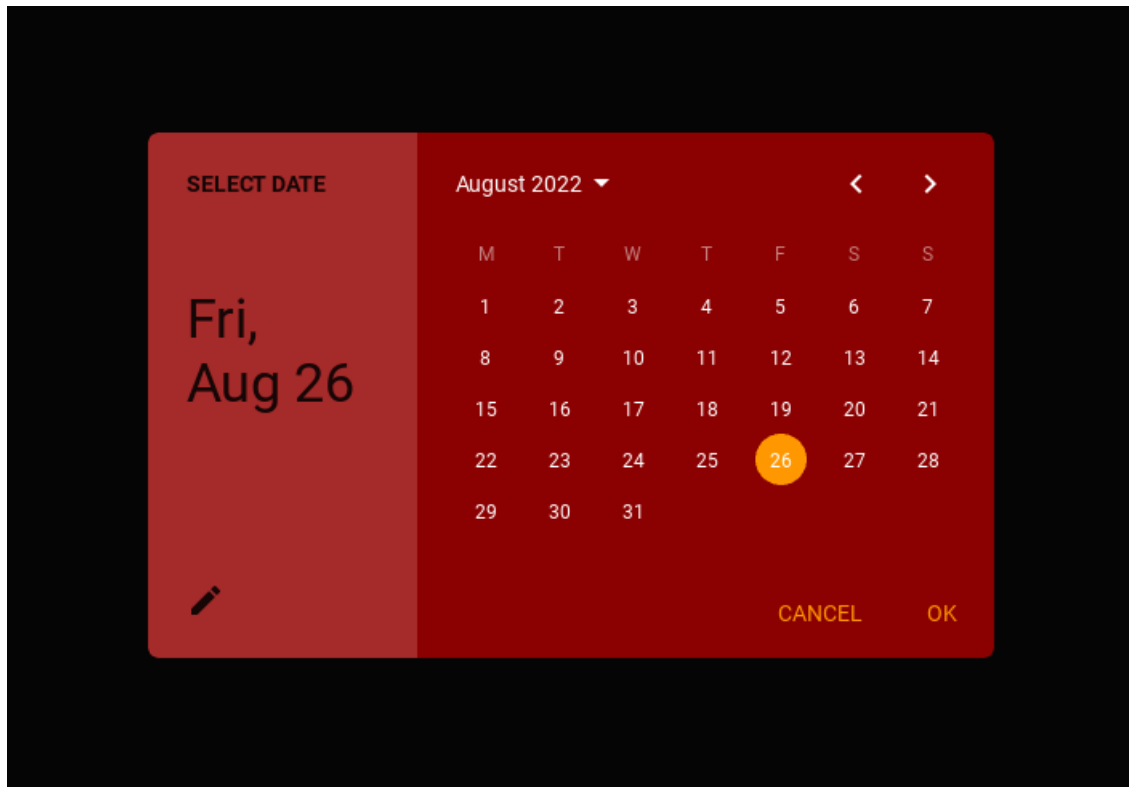 SELECT DATE
Fri,
Aug 26
August 2022
M T W T F S S
1 2 3 4 5 6 7
8 9 10 11 12 13 14
15 16 17 18 19 20 21
22 23 24 25 26 27 28
29 30 31
CANCEL OK